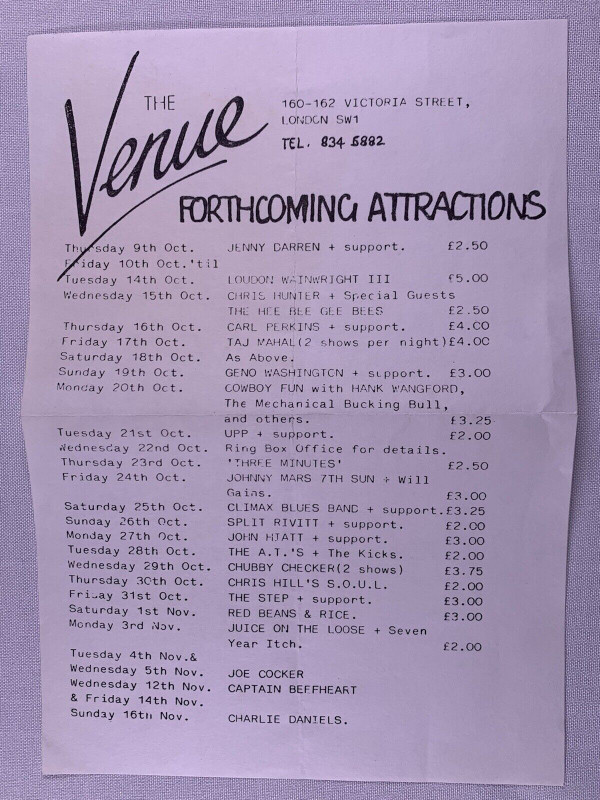 THE
Venue
160-162 VICTORIA STREET,
LONDON SW1
TEL. 834 5882
FORTHCOMING ATTRACTIONS
Thursday 9th Oct. JENNY DARREN + support. £2.50
Friday 10th Oct.'til
Tuesday 14th Oct. LOUDON WAINWRIGHT III £5.00
Wednesday 15th Oct. CHRIS HUNTER + Special Guests
THE HEE BEE GEE BEES £2.50
Thursday 16th Oct. CARL PERKINS + support. £4.00
Friday 17th Oct. TAJ MAHAL(2 shows per night)£4.00
Saturday 18th Oct. As Above.
Sunday 19th Oct. GENO WASHINGTON + support. £3.00
Monday 20th Oct. COWBOY FUN with HANK WANGFORD,
The Mechanical Bucking Bull,
and others. £3.25
Tuesday 21st Oct. UPP + support. £2.00
Wednesday 22nd Oct. Ring Box Office for details.
Thursday 23rd Oct. 'THREE MINUTES' £2.50
Friday 24th Oct. JOHNNY MARS 7TH SUN + Will
Gains. £3.00
Saturday 25th Oct. CLIMAX BLUES BAND + support.£3.25
Sunday 26th Oct. SPLIT RIVITT + support. £2.00
Monday 27th Oct. JOHN HIATT + support. £3.00
Tuesday 28th Oct. THE A.T.'S + The Kicks. £2.00
Wednesday 29th Oct. CHUBBY CHECKER(2 shows) £3.75
Thursday 30th Oct. CHRIS HILL'S S.O.U.L. £2.00
Friday 31st Oct. THE STEP + support. £3.00
Saturday 1st Nov. RED BEANS & RICE. £3.00
Monday 3rd Nov. JUICE ON THE LOOSE + Seven
Year Itch. £2.00
Tuesday 4th Nov.&
Wednesday 5th Nov. JOE COCKER
Wednesday 12th Nov. CAPTAIN BEEFHEART
& Friday 14th Nov.
Sunday 16th Nov. CHARLIE DANIELS.